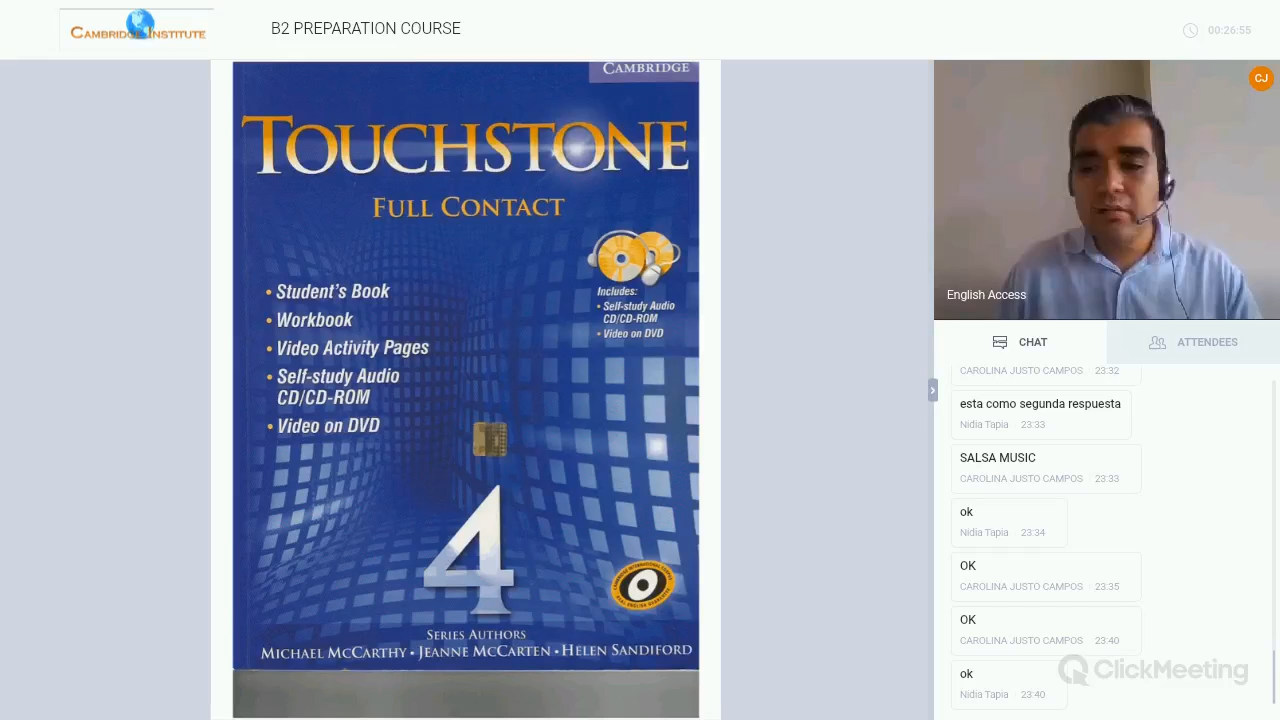 CAMBRIDGE INSTITUTE
B2 PREPARATION COURSE
00:26:55
CAMBRIDGE
TOUCHSTONE
FULL CONTACT
• Student's Book
• Workbook
• Video Activity Pages
• Self-study Audio
CD/CD-ROM
• Video on DVD
Includes:
• Self-study Audio
CD/CD-ROM
• Video on DVD
4
SERIES AUTHORS
MICHAEL MCCARTHY • JEANNE MCCARTEN • HELEN SANDIFORD
CJ
English Access
CHAT
ATTENDEES
CAROLINA JUSTO CAMPOS 23:32
esta como segunda respuesta
Nidia Tapia 23:33
SALSA MUSIC
CAROLINA JUSTO CAMPOS 23:33
ok
Nidia Tapia 23:34
OK
CAROLINA JUSTO CAMPOS 23:35
OK
CAROLINA JUSTO CAMPOS 23:40
ok
Nidia Tapia 23:40
ClickMeeting